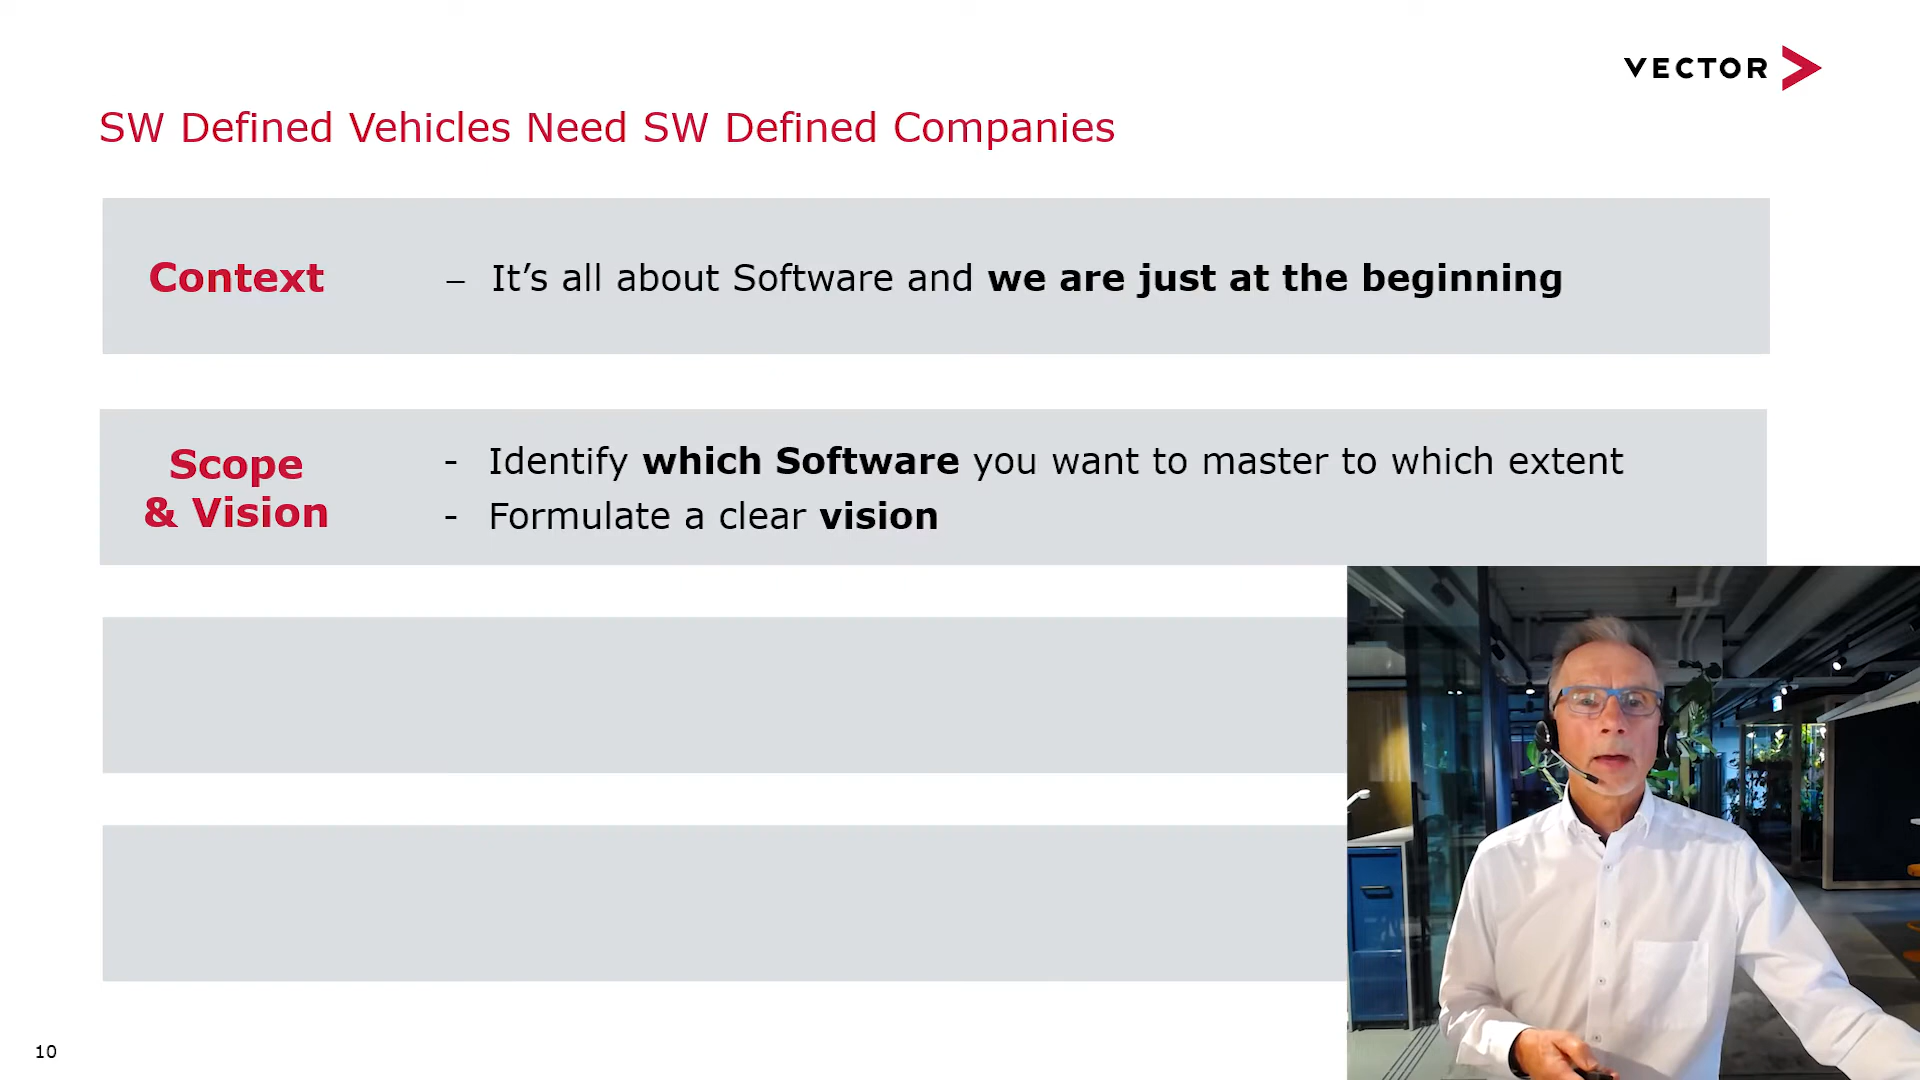 VECTOR
SW Defined Vehicles Need SW Defined Companies
Context
– It’s all about Software and we are just at the beginning
Scope
& Vision
- Identify which Software you want to master to which extent
- Formulate a clear vision
10